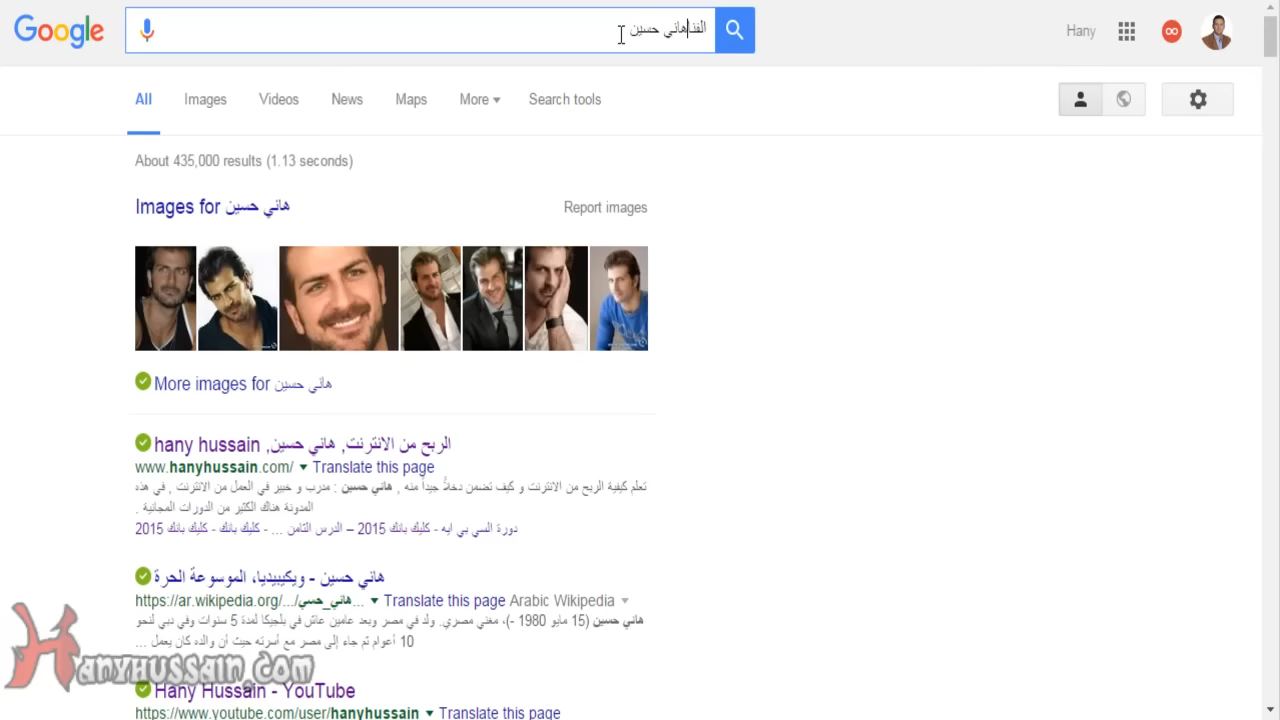 Google
الفناهاني حسين
Hany
All Images Videos News Maps More Search tools
About 435,000 results (1.13 seconds)
Images for هاني حسين
Report images
More images for هاني حسين
hany hussain ,الربح من الانترنت, هاني حسين
www.hanyhussain.com/ Translate this page
تعلم كيفية الربح من الانترنت و كيف تضمن دخلاً جيداً منه , هاني حسين : مدرب و خبير في العمل من الانترنت , في هذه
المدونة هناك الكثير من الدورات المجانية .
دورة السي بي ايه - كليك بانك 2015 – الدرس الثامن ... - كليك بانك - كليك بانك 2015
هاني حسين - ويكيبيديا، الموسوعة الحرة
https://ar.wikipedia.org/.../هاني_حسي... Translate this page Arabic Wikipedia
هاني حسين (15 مايو 1980 -)، مغني مصري. ولد في مصر وبعد عامين عاش في بلجيكا لمدة 5 سنوات وفي دبي لنحو
10 أعوام ثم جاء إلى مصر مع أسرته حيث أن والده كان يعمل ...
HanyHussain.com
Hany Hussain - YouTube
https://www.youtube.com/user/hanyhussain Translate this page